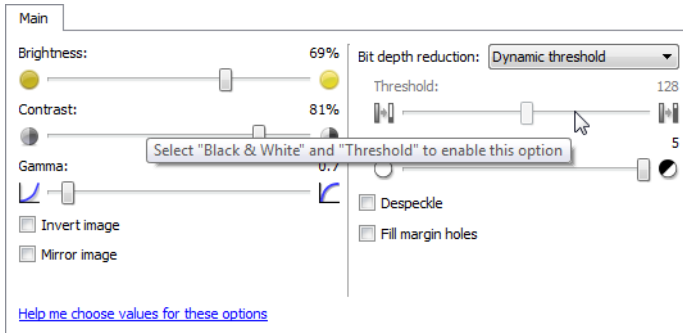 Main
Brightness: 69%
Contrast: 81%
Gamma: 0.7
Invert image
Mirror image
Help me choose values for these options
Bit depth reduction: Dynamic threshold
Threshold: 128
Select "Black & White" and "Threshold" to enable this option
5
Despeckle
Fill margin holes